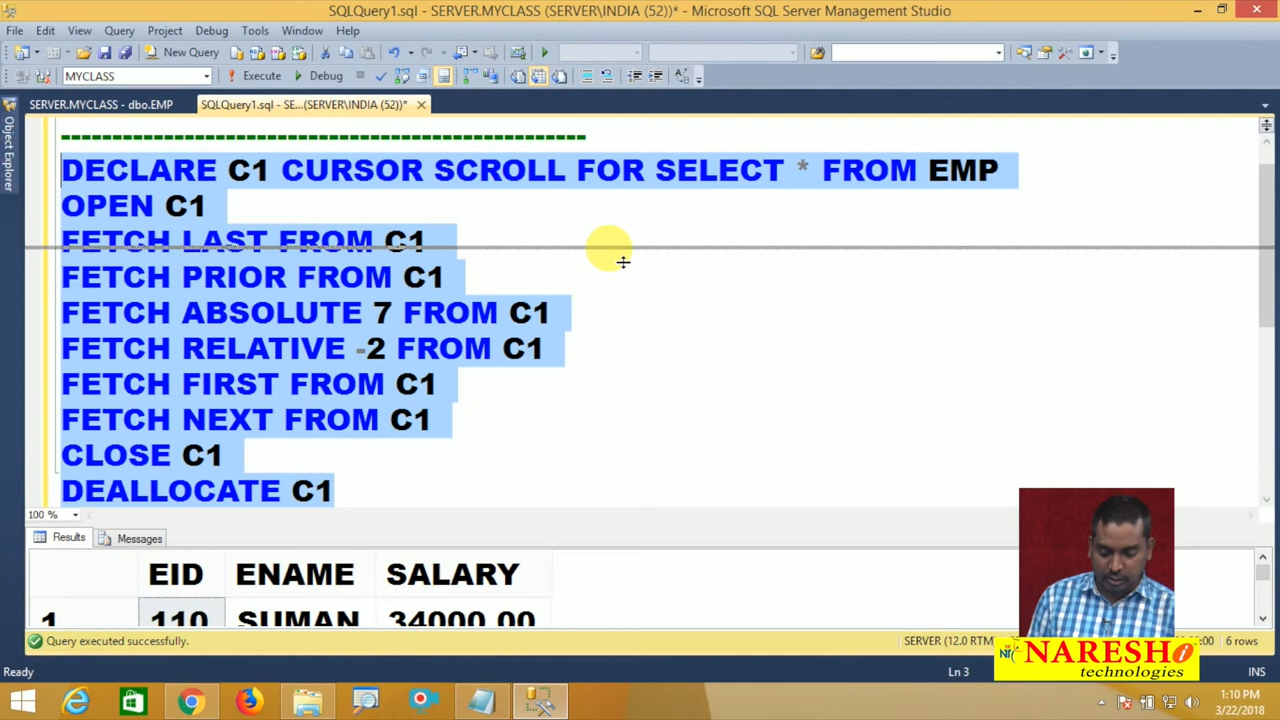 SQLQuery1.sql - SERVER.MYCLASS (SERVER\INDIA (52))* - Microsoft SQL Server Management Studio
File Edit View Query Project Debug Tools Window Help
New Query
MYCLASS Execute Debug
SERVER.MYCLASS - dbo.EMP SQLQuery1.sql - SE...(SERVER\INDIA (52))*
Object Explorer
------------------------------------------------
DECLARE C1 CURSOR SCROLL FOR SELECT * FROM EMP
OPEN C1
FETCH LAST FROM C1
FETCH PRIOR FROM C1
FETCH ABSOLUTE 7 FROM C1
FETCH RELATIVE -2 FROM C1
FETCH FIRST FROM C1
FETCH NEXT FROM C1
CLOSE C1
DEALLOCATE C1
100 %
Results Messages
EID ENAME SALARY
1 110 SUMAN 34000.00
Query executed successfully. SERVER (12.0 RTM) :00 6 rows
NARESH i
technologies
Ready Ln 3 INS
1:10 PM
3/22/2018